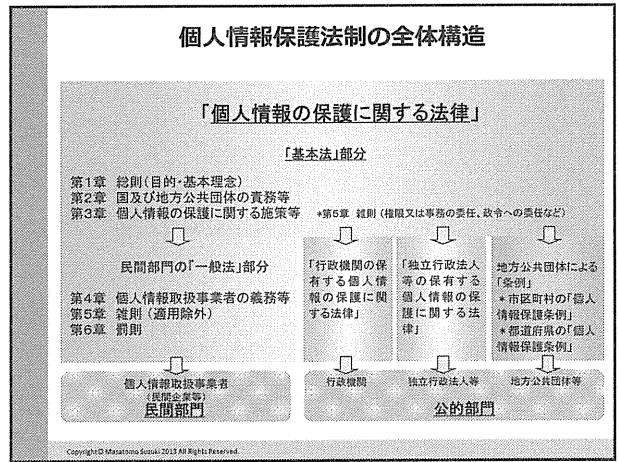 個人情報保護法制の全体構造
「個人情報の保護に関する法律」
「基本法」部分
第1章 総則(目的・基本理念)
第2章 国及び地方公共団体の責務等
第3章 個人情報の保護に関する施策等
*第5章 雑則(権限又は事務の委任、政令への委任など)
民間部門の「一般法」部分
第4章 個人情報取扱事業者の義務等
第5章 雑則(適用除外)
第6章 罰則
「行政機関の保
有する個人情
報の保護に関
する法律」
「独立行政法人
等の保有する
個人情報の保
護に関する法
律」
地方公共団体による
「条例」
*市区町村の「個人
情報保護条例」
*都道府県の「個人
情報保護条例」
個人情報取扱事業者
(民間企業等)
民間部門
行政機関
独立行政法人等
地方公共団体等
公的部門
Copyright© Masatomo Suzuki 2013 All Rights Reserved.